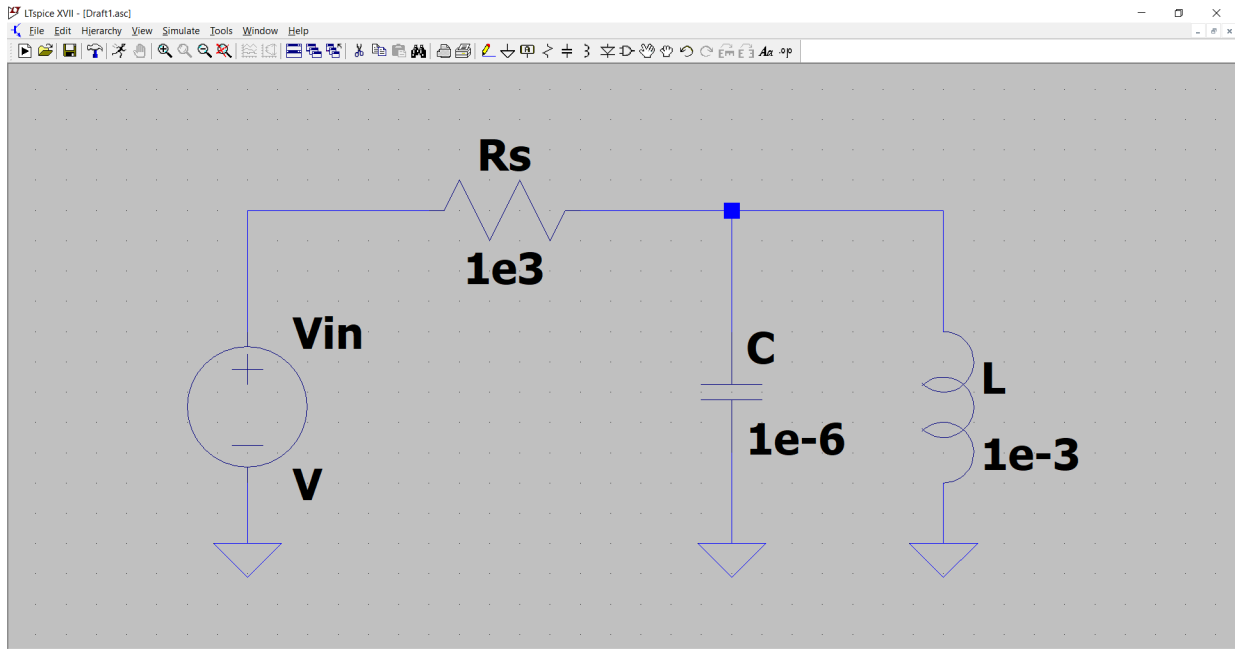 LTspice XVII - [Draft1.asc]
File Edit Hierarchy View Simulate Tools Window Help
Rs
1e3
Vin
V
C
1e-6
L
1e-3